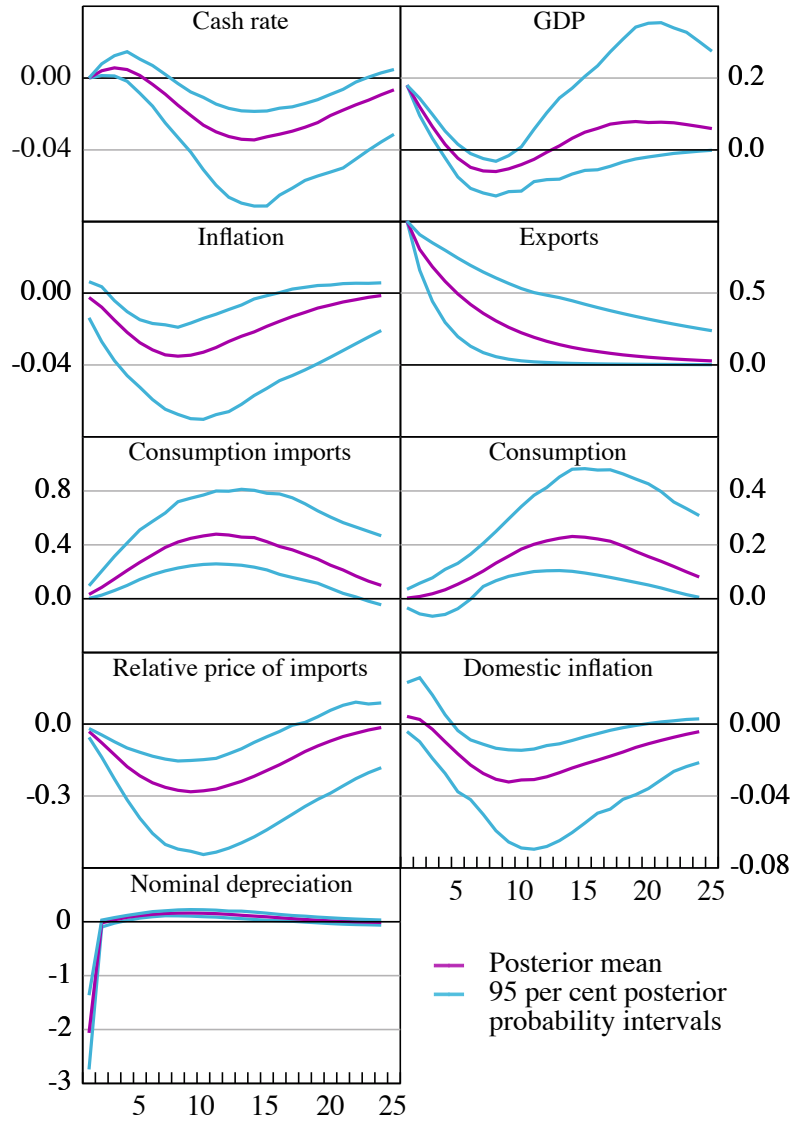 Cash rate
GDP
0.00
0.2
-0.04
0.0
Inflation
Exports
0.00
0.5
-0.04
0.0
Consumption imports
Consumption
0.8
0.4
0.4
0.2
0.0
0.0
Relative price of imports
Domestic inflation
0.0
0.00
-0.3
-0.04
-0.08
5 10 15 20 25
Nominal depreciation
0
-1
-2
-3
5 10 15 20 25
Posterior mean
95 per cent posterior
probability intervals